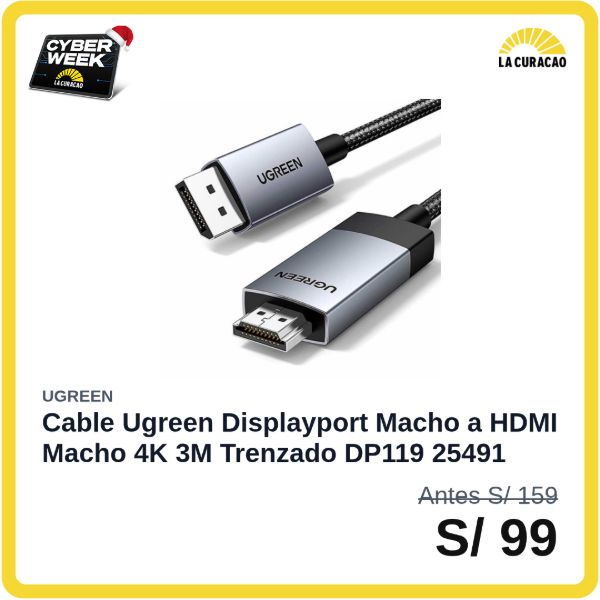 CYBER
WEEK
LA CURACAO
LA CURACAO
UGREEN
UGREEN
UGREEN
Cable Ugreen Displayport Macho a HDMI
Macho 4K 3M Trenzado DP119 25491
Antes S/ 159
S/ 99